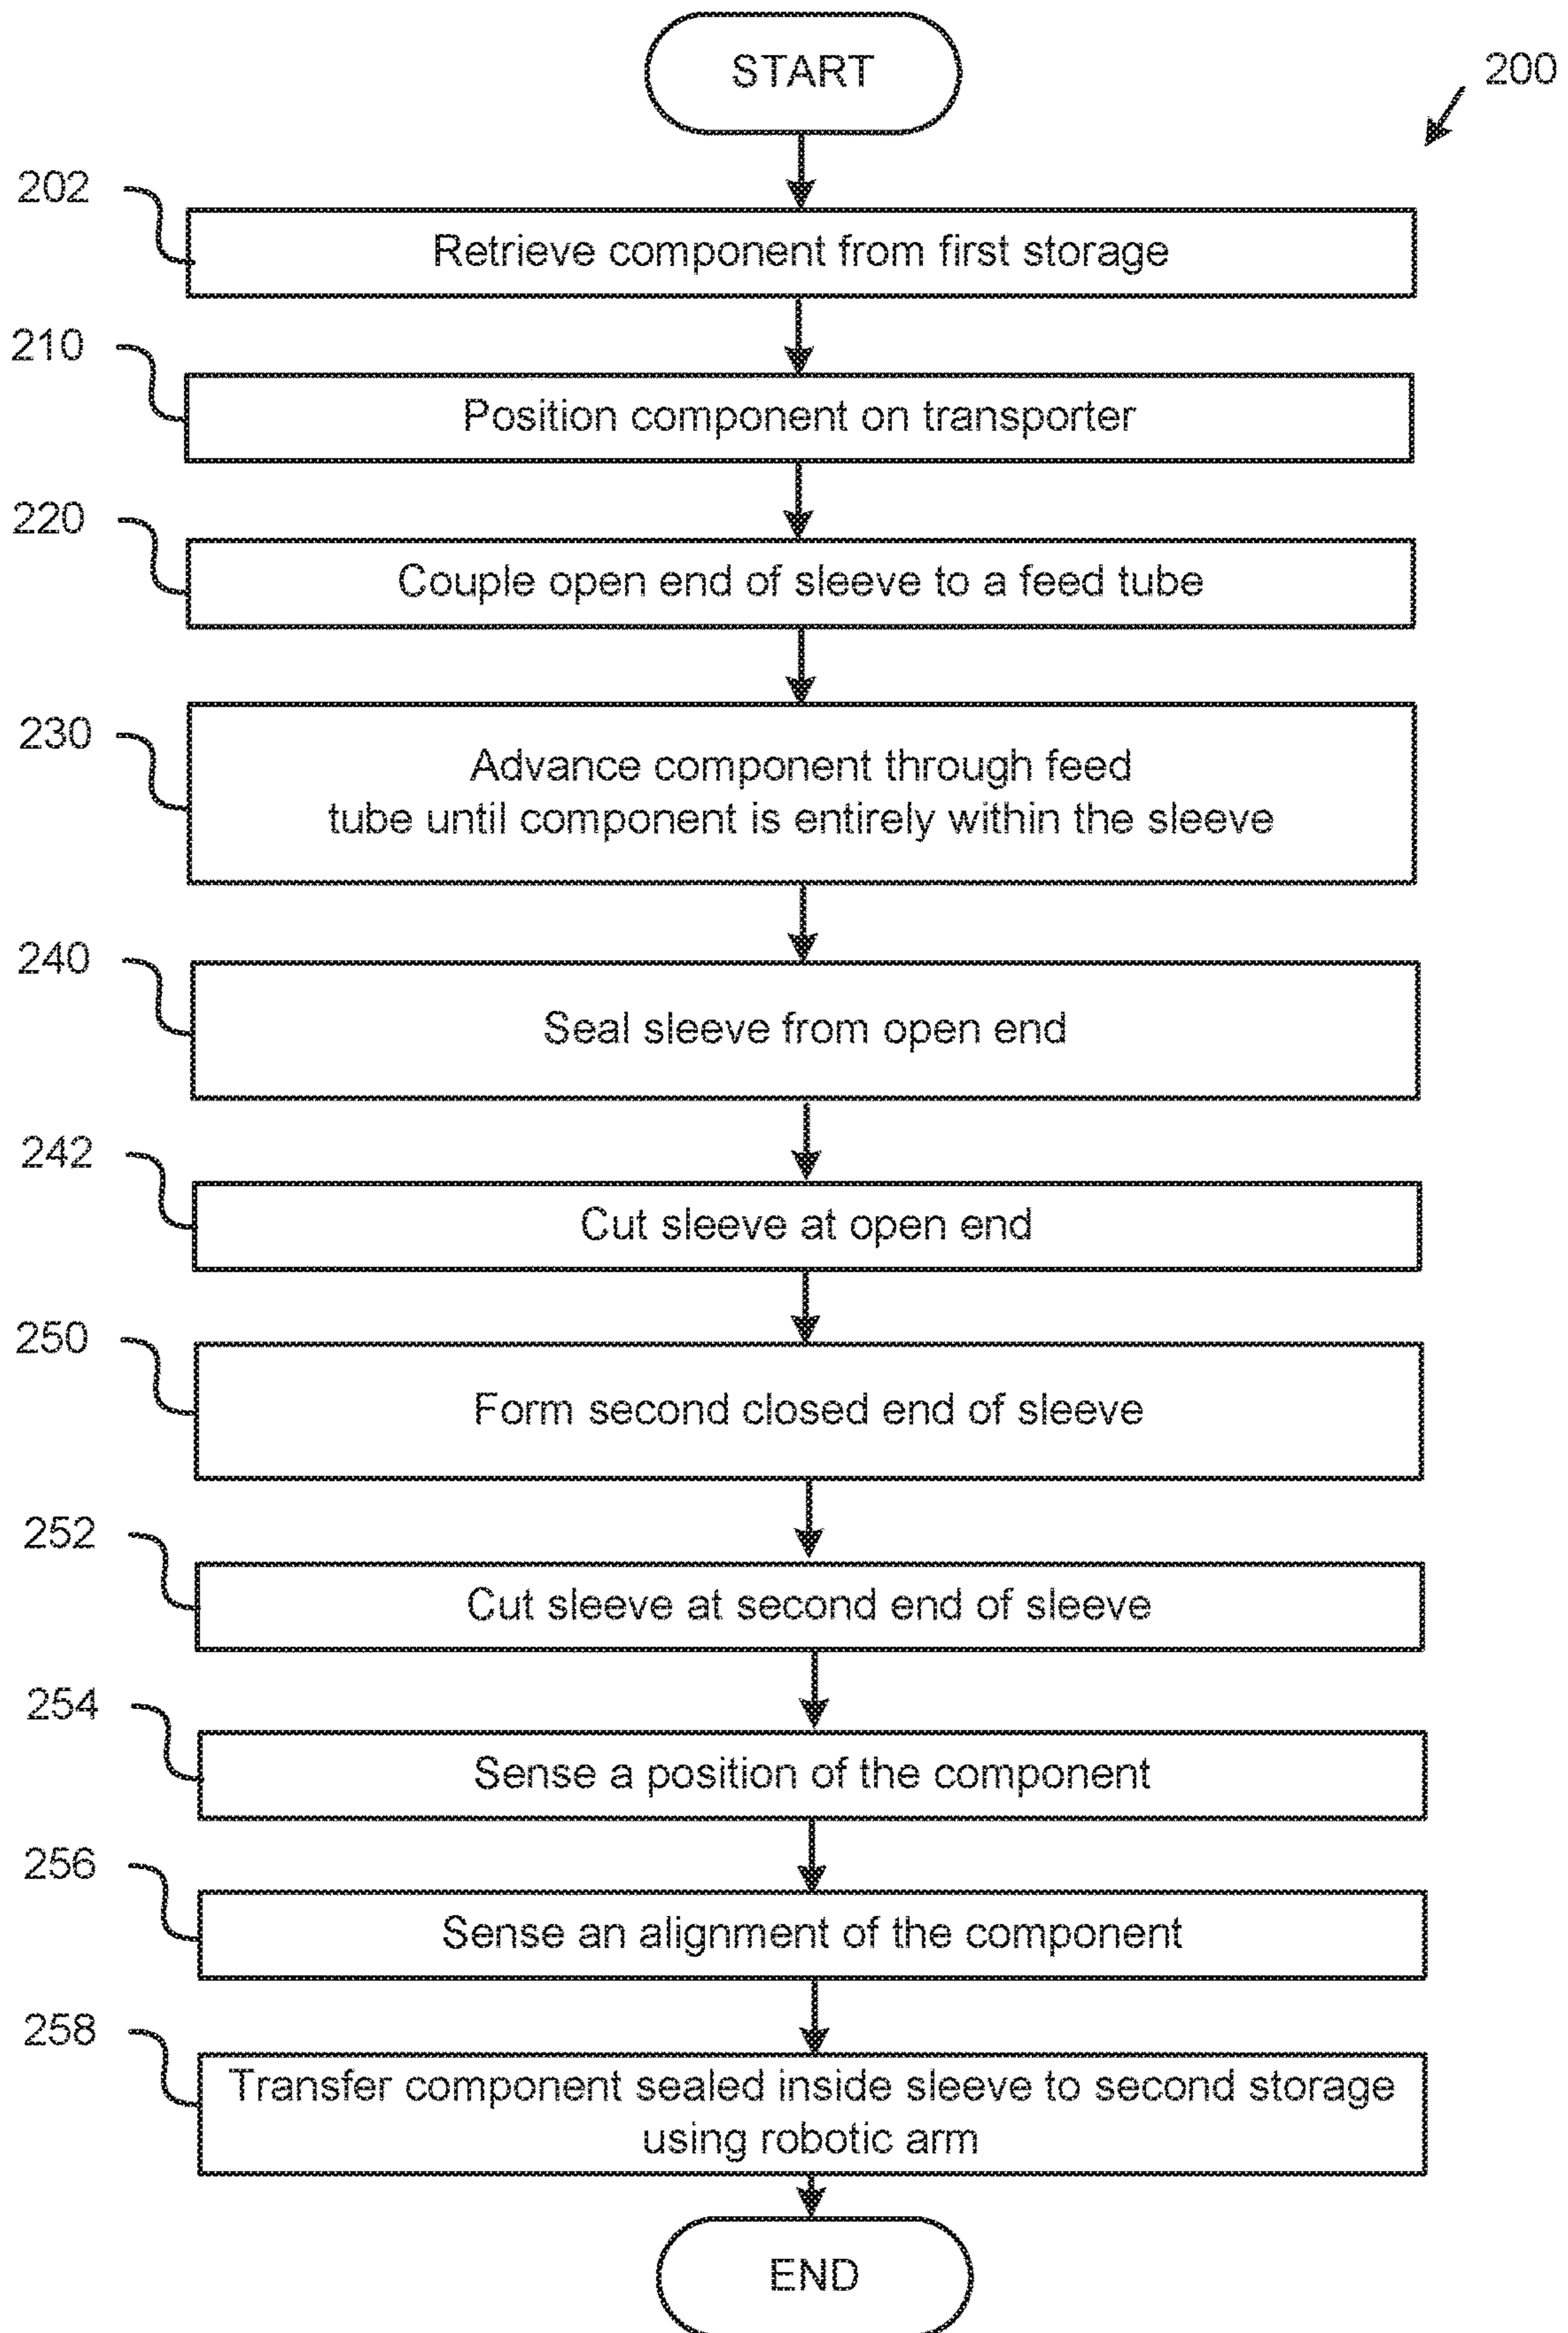 START
200
202
Retrieve component from first storage
210
Position component on transporter
220
Couple open end of sleeve to a feed tube
230
Advance component through feed
tube until component is entirely within the sleeve
240
Seal sleeve from open end
242
Cut sleeve at open end
250
Form second closed end of sleeve
252
Cut sleeve at second end of sleeve
254
Sense a position of the component
256
Sense an alignment of the component
258
Transfer component sealed inside sleeve to second storage
using robotic arm
END